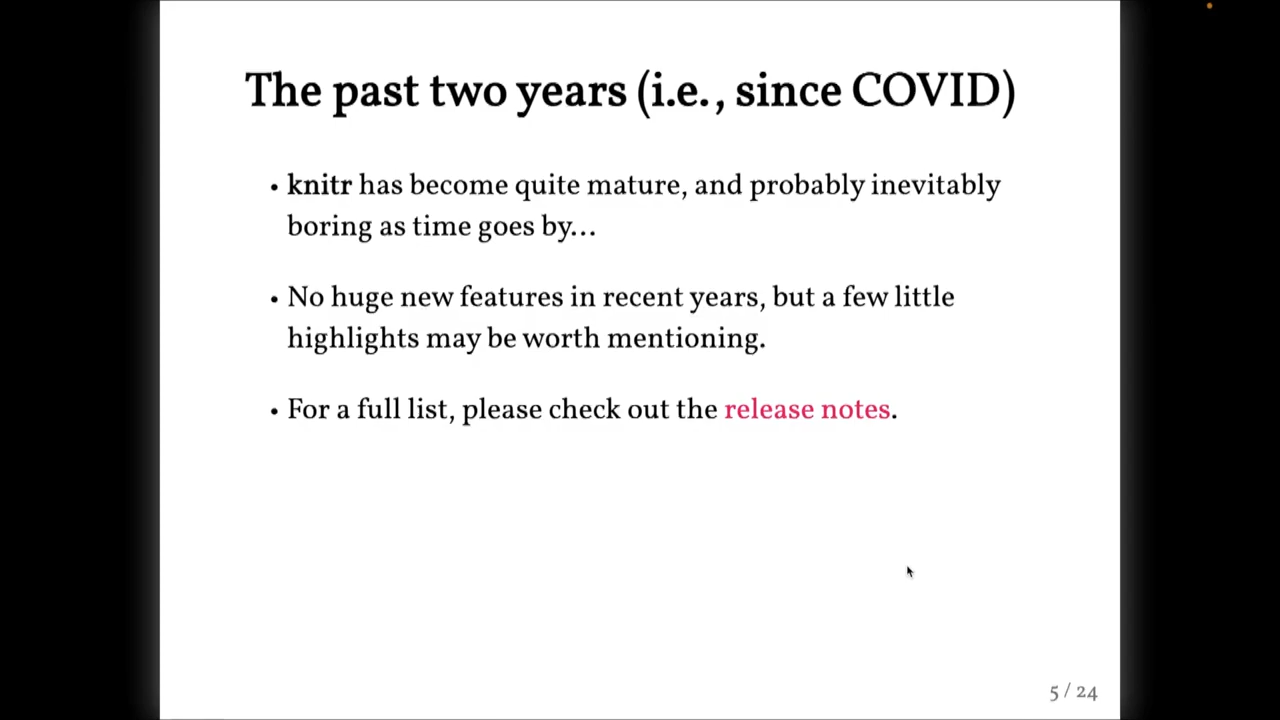 The past two years (i.e., since COVID)
• knitr has become quite mature, and probably inevitably
boring as time goes by…
• No huge new features in recent years, but a few little
highlights may be worth mentioning.
• For a full list, please check out the release notes.
5 / 24